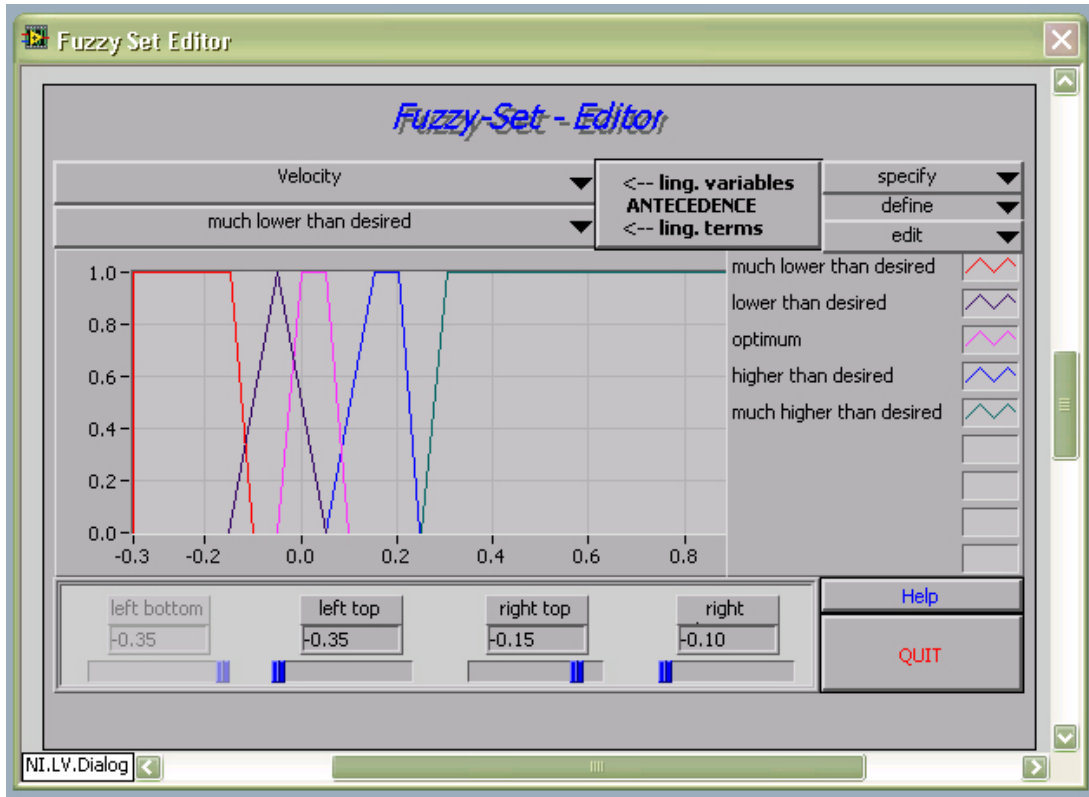 Fuzzy Set Editor
Fuzzy-Set - Editor
Velocity
<-- ling. variables
ANTECEDENCE
<-- ling. terms
specify
define
edit
much lower than desired
1.0
0.8
0.6
0.4
0.2
0.0
-0.3 -0.2 0.0 0.2 0.4 0.6 0.8
much lower than desired
lower than desired
optimum
higher than desired
much higher than desired
left bottom left top right top right
-0.35 -0.35 -0.15 -0.10
Help
QUIT
NI.LV.Dialog